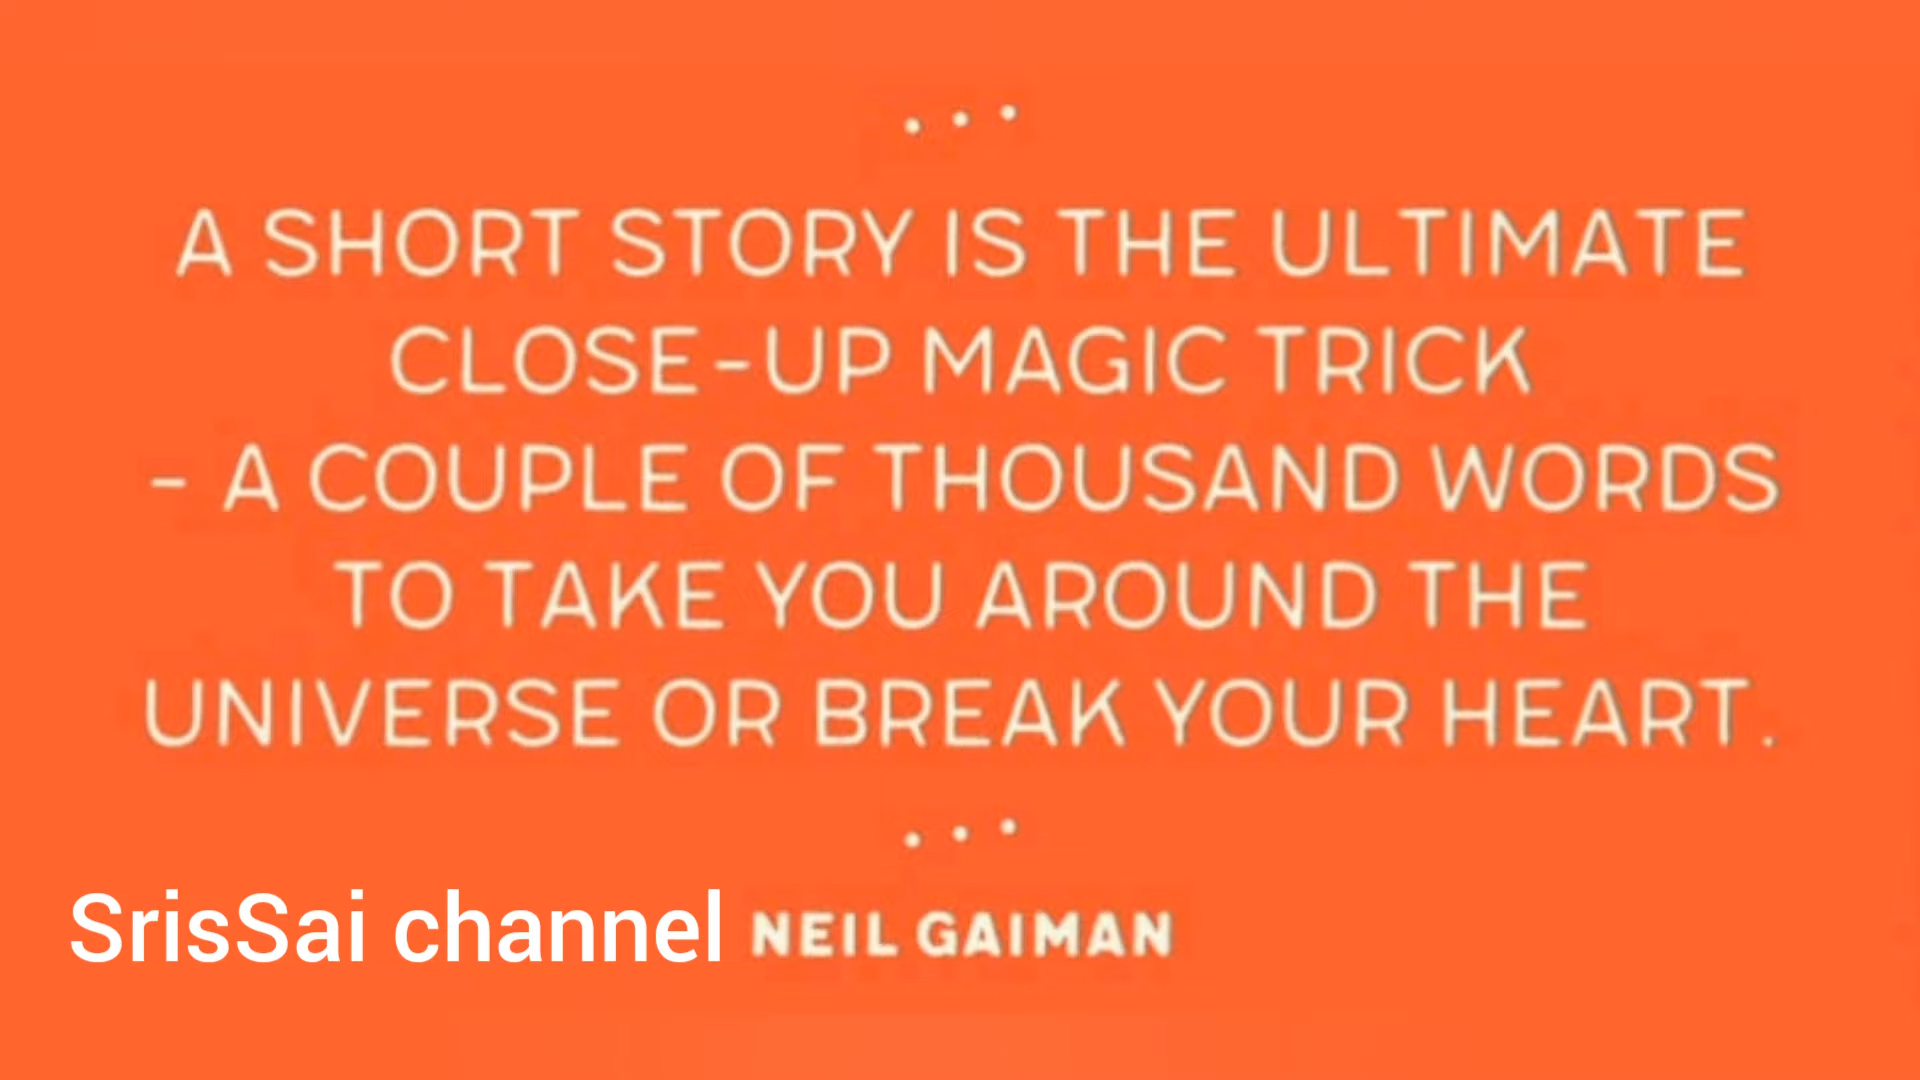 A SHORT STORY IS THE ULTIMATE
CLOSE-UP MAGIC TRICK
- A COUPLE OF THOUSAND WORDS
TO TAKE YOU AROUND THE
UNIVERSE OR BREAK YOUR HEART.
SrisSai channel NEIL GAIMAN